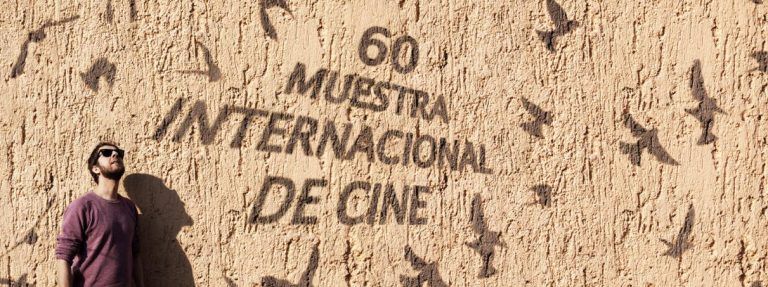 60
MUESTRA
INTERNACIONAL
DE CINE